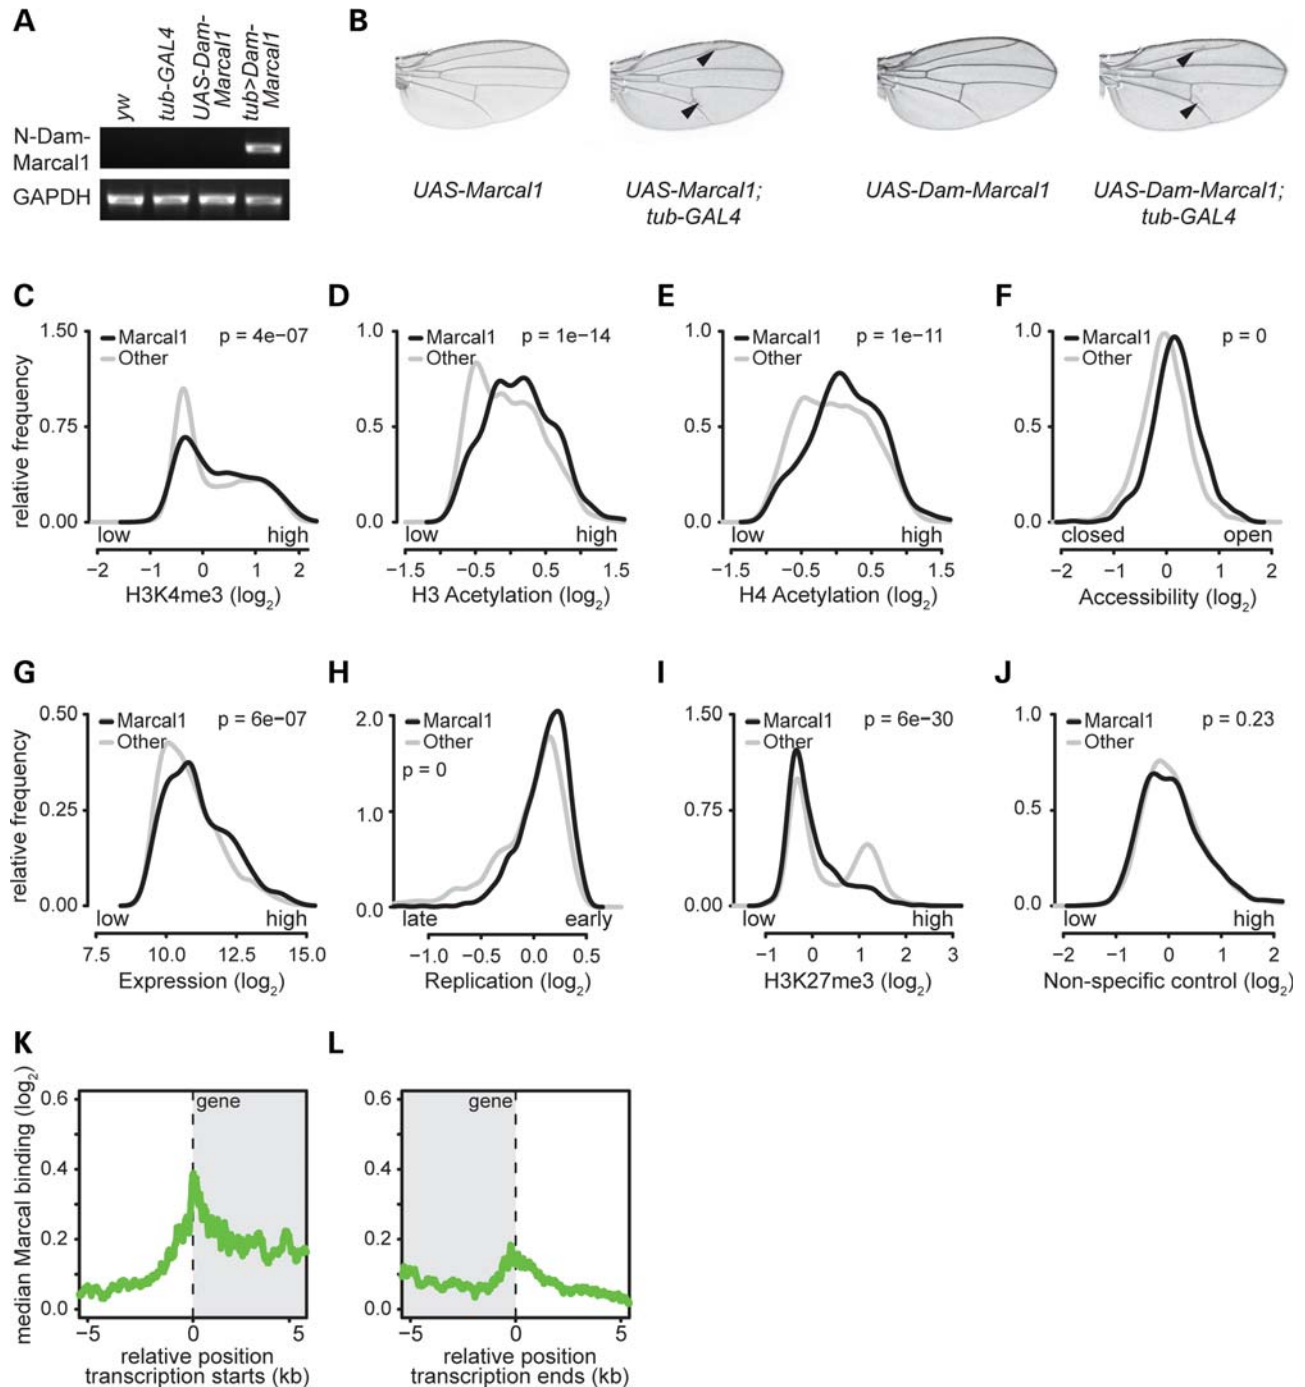 A
yw
tub-GAL4
UAS-Dam-
Marcal1
tub>Dam-
Marcal1
N-Dam-
Marcal1
GAPDH
B
UAS-Marcal1
UAS-Marcal1;
tub-GAL4
UAS-Dam-Marcal1
UAS-Dam-Marcal1;
tub-GAL4
C
relative frequency
1.50
0.75
0.00
Marcal1
Other
p = 4e−07
low
high
−2 −1 0 1 2
H3K4me3 (log2)
D
1.0
0.5
0.0
Marcal1
Other
p = 1e−14
low
high
−1.5 −0.5 0.5 1.5
H3 Acetylation (log2)
E
1.0
0.5
0.0
Marcal1
Other
p = 1e−11
low
high
−1.5 −0.5 0.5 1.5
H4 Acetylation (log2)
F
1.0
0.5
0.0
Marcal1
Other
p = 0
closed
open
−2 −1 0 1 2
Accessibility (log2)
G
relative frequency
0.50
0.25
0.00
Marcal1
Other
p = 6e−07
low
high
7.5 10.0 12.5 15.0
Expression (log2)
H
2.0
1.0
0.0
Marcal1
Other
p = 0
late
early
−1.0 −0.5 0.0 0.5
Replication (log2)
I
1.50
0.75
0.00
Marcal1
Other
p = 6e−30
low
high
−1 0 1 2 3
H3K27me3 (log2)
J
1.0
0.5
0.0
Marcal1
Other
p = 0.23
low
high
−2 −1 0 1 2
Non-specific control (log2)
K
median Marcal binding (log2)
0.6
0.4
0.2
0.0
gene
−5 0 5
relative position
transcription starts (kb)
L
0.6
0.4
0.2
0.0
gene
−5 0 5
relative position
transcription ends (kb)